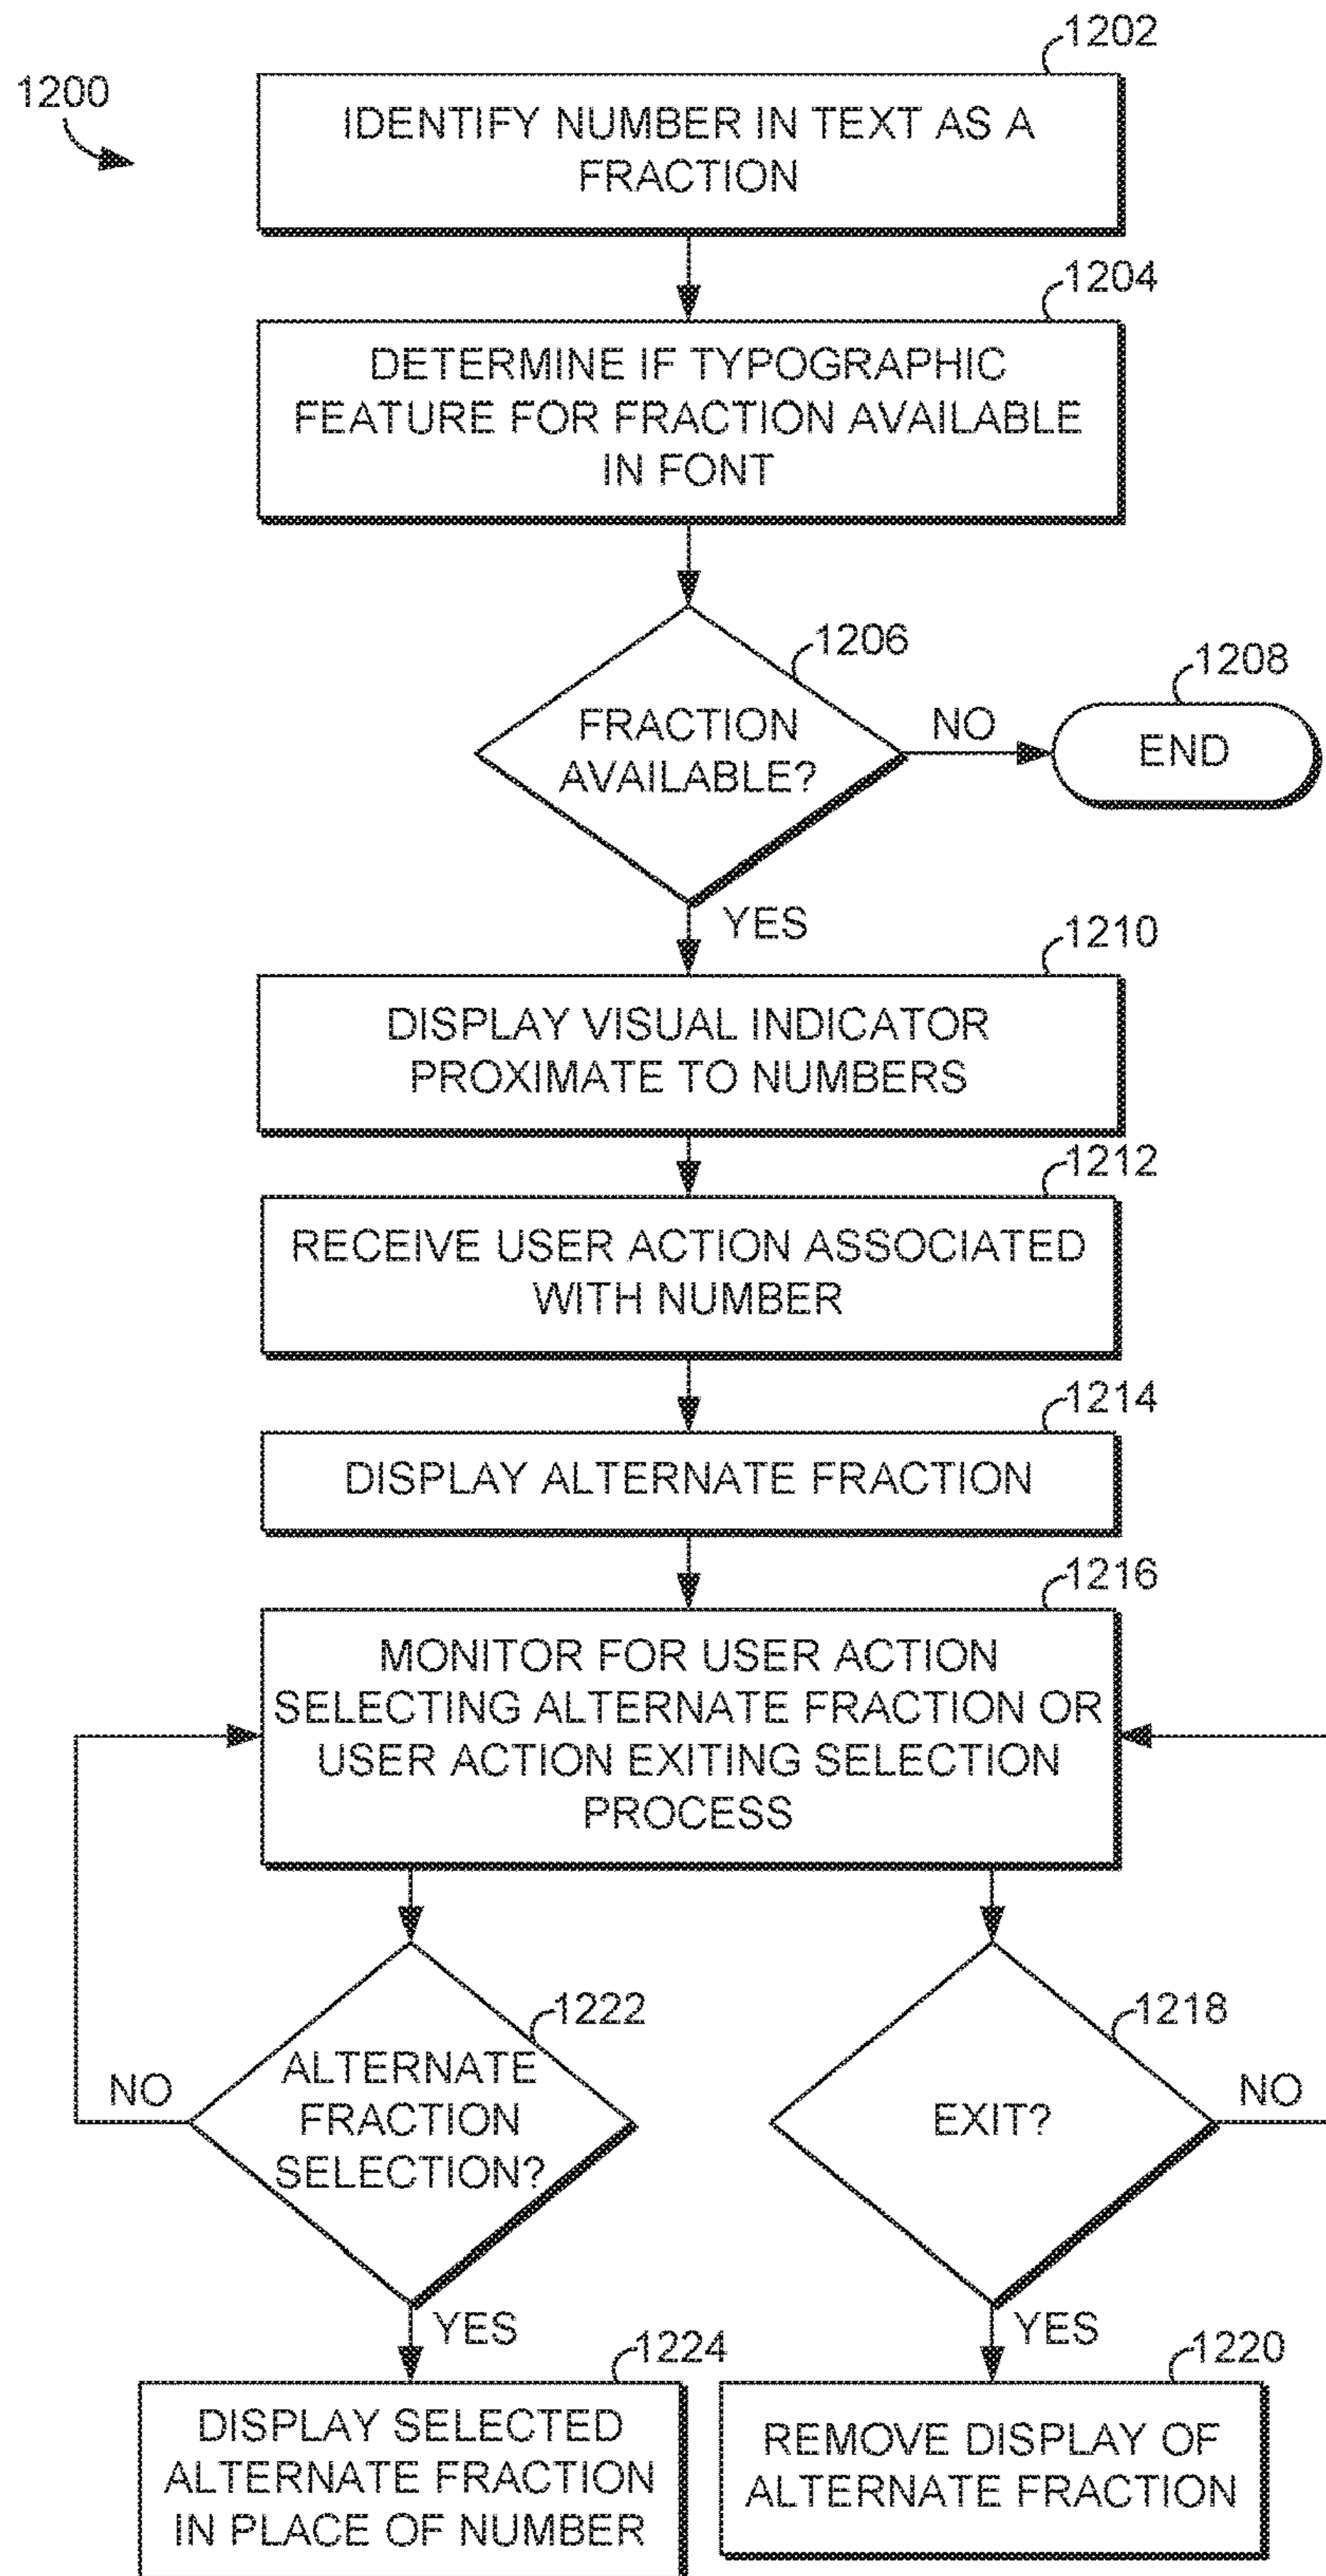 1200
1202
IDENTIFY NUMBER IN TEXT AS A
FRACTION
1204
DETERMINE IF TYPOGRAPHIC
FEATURE FOR FRACTION AVAILABLE
IN FONT
1206
FRACTION
AVAILABLE?
NO
1208
END
YES
1210
DISPLAY VISUAL INDICATOR
PROXIMATE TO NUMBERS
1212
RECEIVE USER ACTION ASSOCIATED
WITH NUMBER
1214
DISPLAY ALTERNATE FRACTION
1216
MONITOR FOR USER ACTION
SELECTING ALTERNATE FRACTION OR
USER ACTION EXITING SELECTION
PROCESS
1222
ALTERNATE
FRACTION
SELECTION?
NO
YES
1218
EXIT?
NO
YES
1224
DISPLAY SELECTED
ALTERNATE FRACTION
IN PLACE OF NUMBER
1220
REMOVE DISPLAY OF
ALTERNATE FRACTION